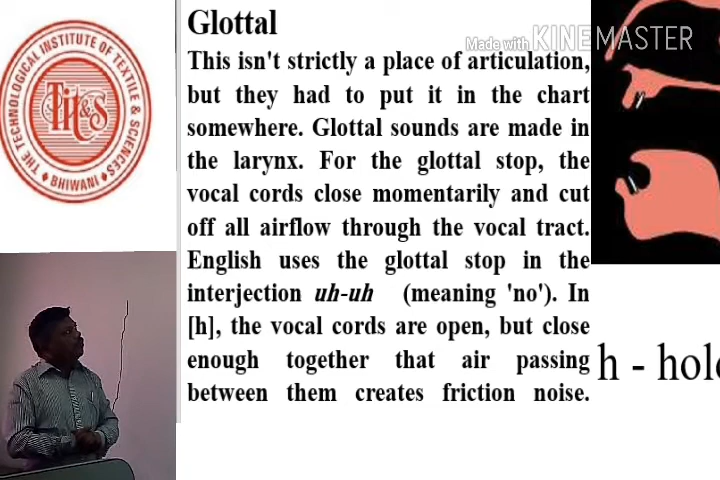 THE TECHNOLOGICAL INSTITUTE OF TEXTILE & SCIENCES
TIT&S
BHIWANI
Glottal
This isn't strictly a place of articulation,
but they had to put it in the chart
somewhere. Glottal sounds are made in
the larynx. For the glottal stop, the
vocal cords close momentarily and cut
off all airflow through the vocal tract.
English uses the glottal stop in the
interjection uh-uh (meaning 'no'). In
[h], the vocal cords are open, but close
enough together that air passing
between them creates friction noise.
Made with KINEMASTER
h - hold